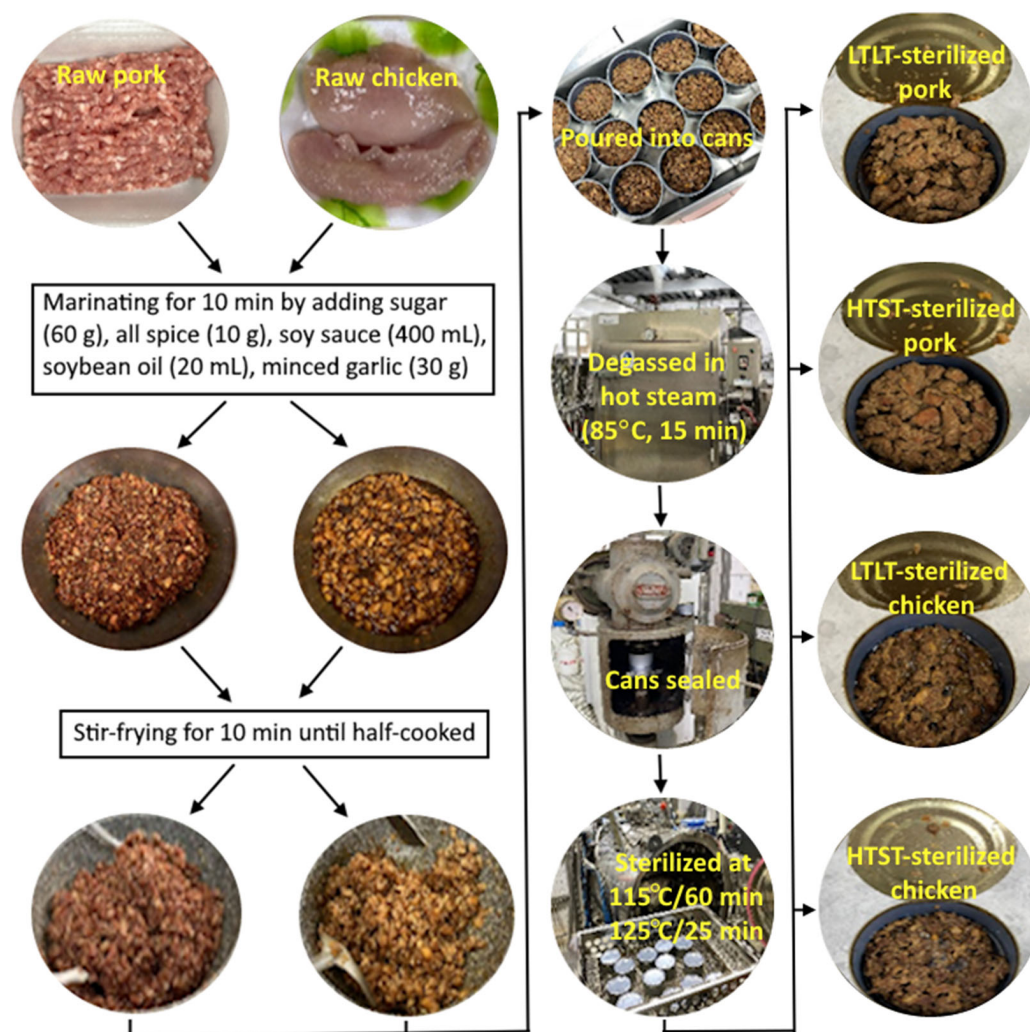 Raw pork
Raw chicken
Marinating for 10 min by adding sugar
(60 g), all spice (10 g), soy sauce (400 mL),
soybean oil (20 mL), minced garlic (30 g)
Stir-frying for 10 min until half-cooked
Poured into cans
Degassed in
hot steam
(85°C, 15 min)
Cans sealed
Sterilized at
115℃/60 min
125℃/25 min
LTLT-sterilized
pork
HTST-sterilized
pork
LTLT-sterilized
chicken
HTST-sterilized
chicken